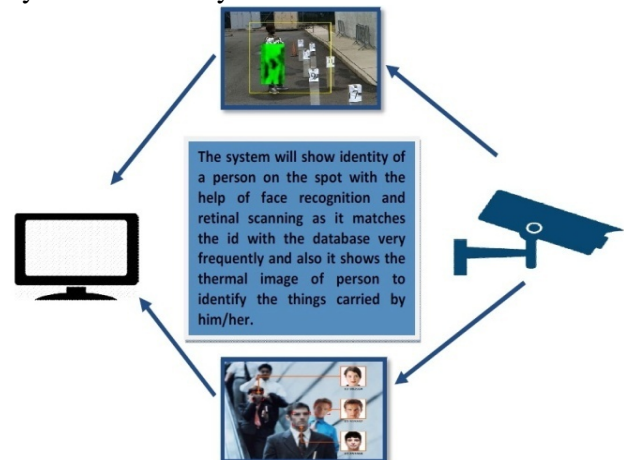 The system will show identity of
a person on the spot with the
help of face recognition and
retinal scanning as it matches
the id with the database very
frequently and also it shows the
thermal image of person to
identify the things carried by
him/her.